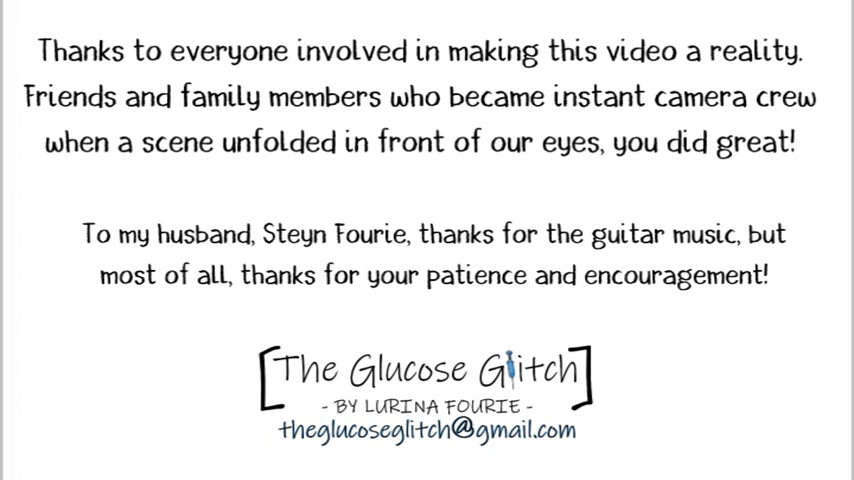 Thanks to everyone involved in making this video a reality.
Friends and family members who became instant camera crew
when a scene unfolded in front of our eyes, you did great!
To my husband, Steyn Fourie, thanks for the guitar music, but
most of all, thanks for your patience and encouragement!
[The Glucose Glitch]
- BY LURINA FOURIE -
theglucoseglitch@gmail.com